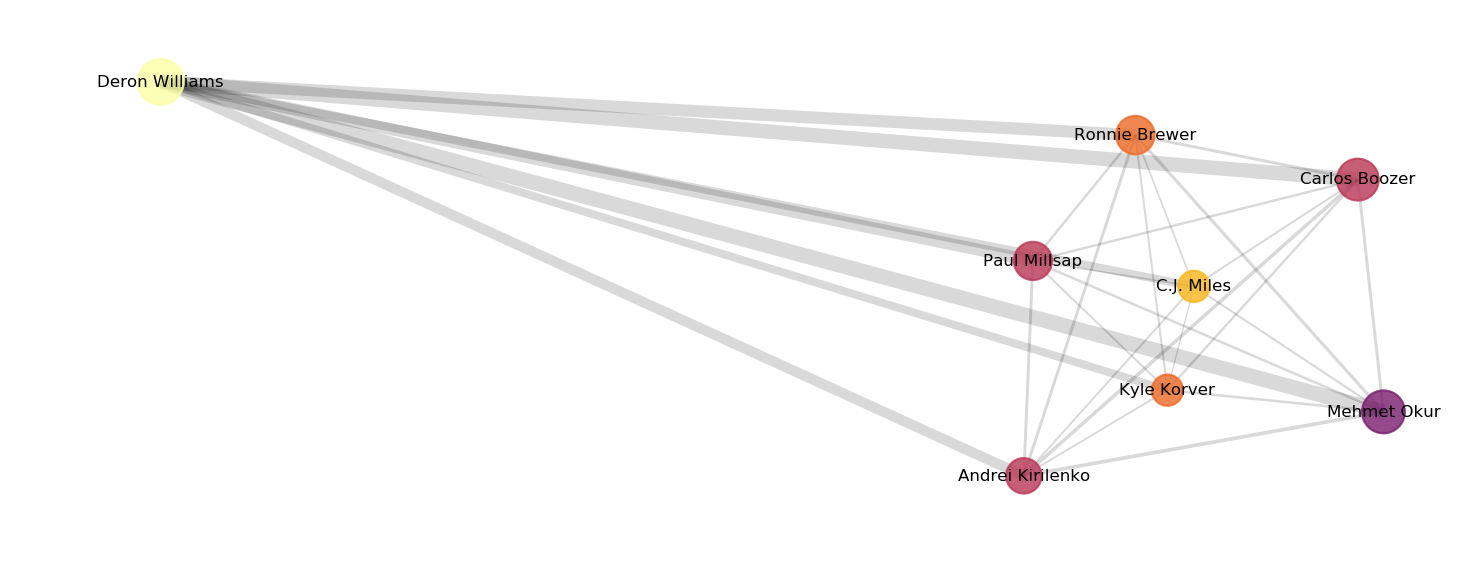 Deron Williams
Ronnie Brewer
Carlos Boozer
Paul Millsap
C.J. Miles
Kyle Korver
Mehmet Okur
Andrei Kirilenko